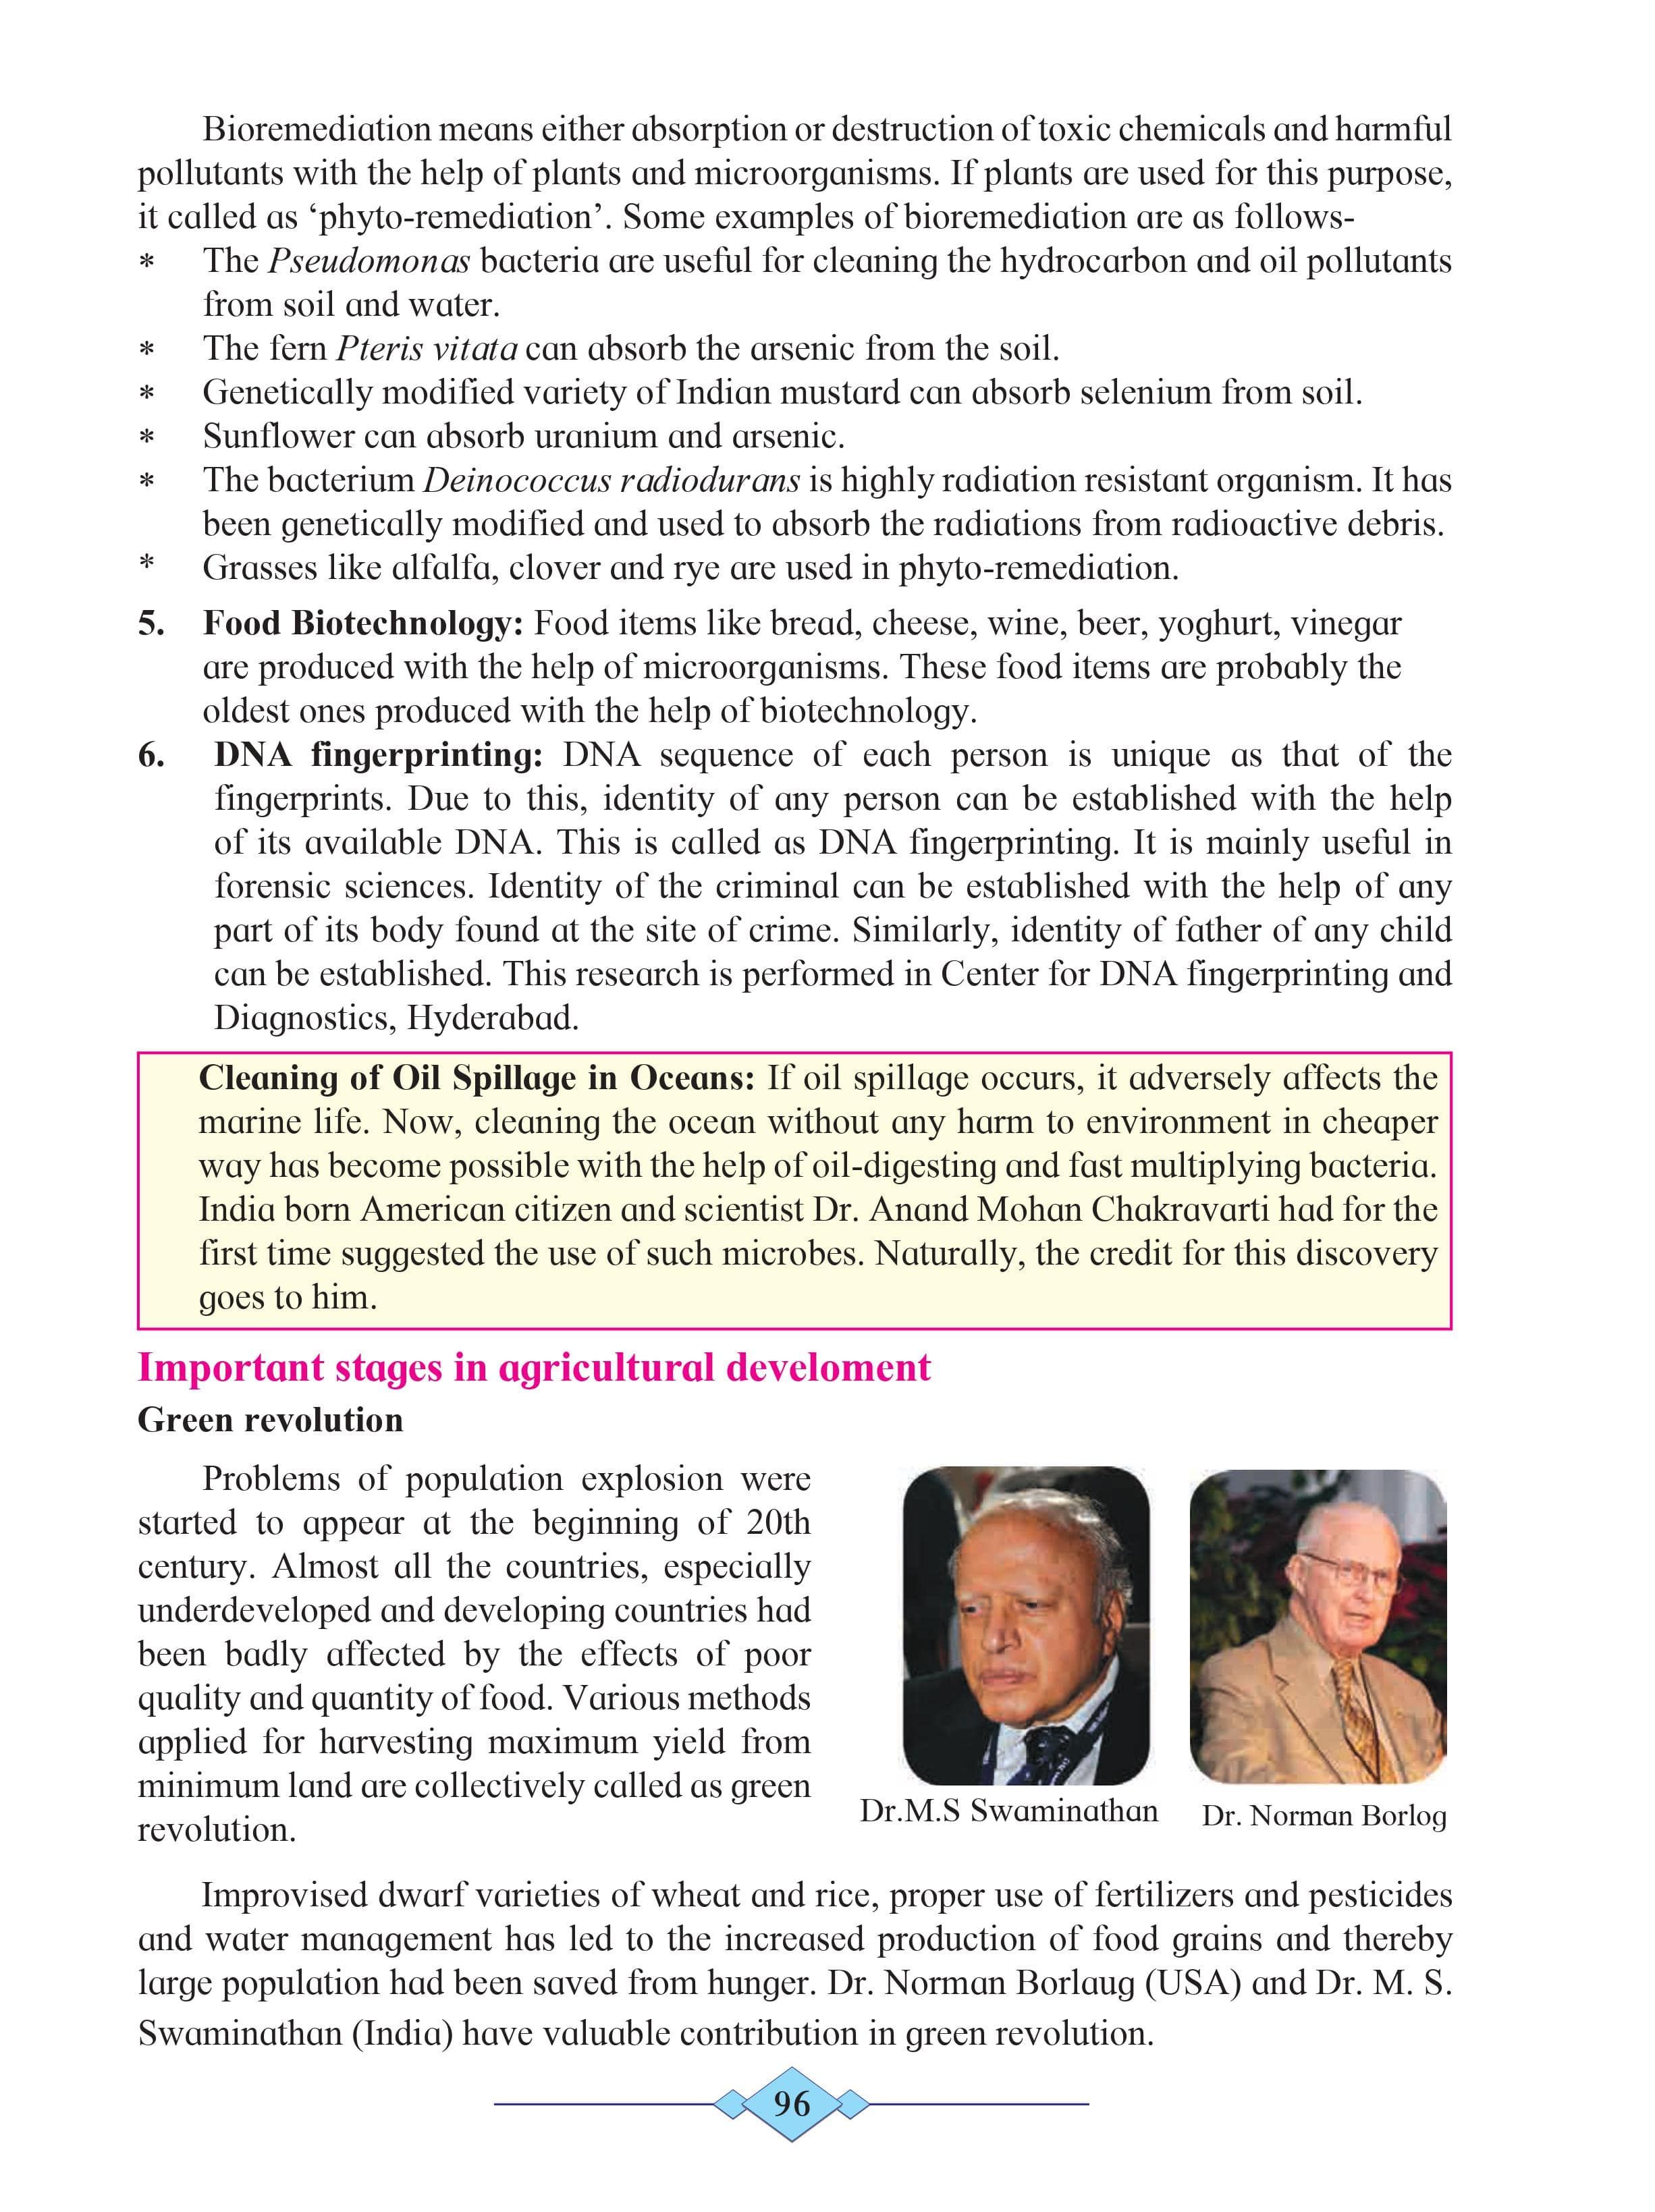 Bioremediation means either absorption or destruction of toxic chemicals and harmful
pollutants with the help of plants and microorganisms. If plants are used for this purpose,
it called as ‘phyto-remediation’. Some examples of bioremediation are as follows-
* The Pseudomonas bacteria are useful for cleaning the hydrocarbon and oil pollutants
from soil and water.
* The fern Pteris vitata can absorb the arsenic from the soil.
* Genetically modified variety of Indian mustard can absorb selenium from soil.
* Sunflower can absorb uranium and arsenic.
* The bacterium Deinococcus radiodurans is highly radiation resistant organism. It has
been genetically modified and used to absorb the radiations from radioactive debris.
* Grasses like alfalfa, clover and rye are used in phyto-remediation.
5. Food Biotechnology: Food items like bread, cheese, wine, beer, yoghurt, vinegar
are produced with the help of microorganisms. These food items are probably the
oldest ones produced with the help of biotechnology.
6. DNA fingerprinting: DNA sequence of each person is unique as that of the
fingerprints. Due to this, identity of any person can be established with the help
of its available DNA. This is called as DNA fingerprinting. It is mainly useful in
forensic sciences. Identity of the criminal can be established with the help of any
part of its body found at the site of crime. Similarly, identity of father of any child
can be established. This research is performed in Center for DNA fingerprinting and
Diagnostics, Hyderabad.
Cleaning of Oil Spillage in Oceans: If oil spillage occurs, it adversely affects the
marine life. Now, cleaning the ocean without any harm to environment in cheaper
way has become possible with the help of oil-digesting and fast multiplying bacteria.
India born American citizen and scientist Dr. Anand Mohan Chakravarti had for the
first time suggested the use of such microbes. Naturally, the credit for this discovery
goes to him.
Important stages in agricultural develoment
Green revolution
Problems of population explosion were
started to appear at the beginning of 20th
century. Almost all the countries, especially
underdeveloped and developing countries had
been badly affected by the effects of poor
quality and quantity of food. Various methods
applied for harvesting maximum yield from
minimum land are collectively called as green
revolution.
Dr.M.S Swaminathan
Dr. Norman Borlog
Improvised dwarf varieties of wheat and rice, proper use of fertilizers and pesticides
and water management has led to the increased production of food grains and thereby
large population had been saved from hunger. Dr. Norman Borlaug (USA) and Dr. M. S.
Swaminathan (India) have valuable contribution in green revolution.
96